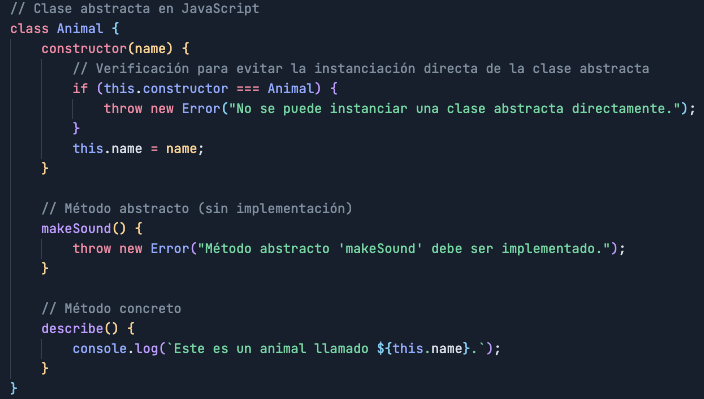 // Clase abstracta en JavaScript
class Animal {
    constructor(name) {
        // Verificación para evitar la instanciación directa de la clase abstracta
        if (this.constructor === Animal) {
            throw new Error("No se puede instanciar una clase abstracta directamente.");
        }
        this.name = name;
    }

    // Método abstracto (sin implementación)
    makeSound() {
        throw new Error("Método abstracto 'makeSound' debe ser implementado.");
    }

    // Método concreto
    describe() {
        console.log(`Este es un animal llamado ${this.name}.`);
    }
}